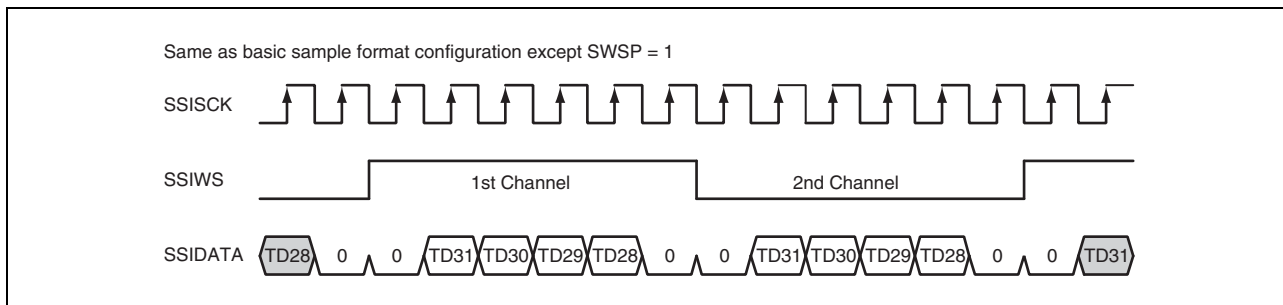 Same as basic sample format configuration except SWSP = 1
SSISCK
SSIWS 1st Channel 2nd Channel
SSIDATA TD28 0 0 TD31 TD30 TD29 TD28 0 0 TD31 TD30 TD29 TD28 0 0 TD31